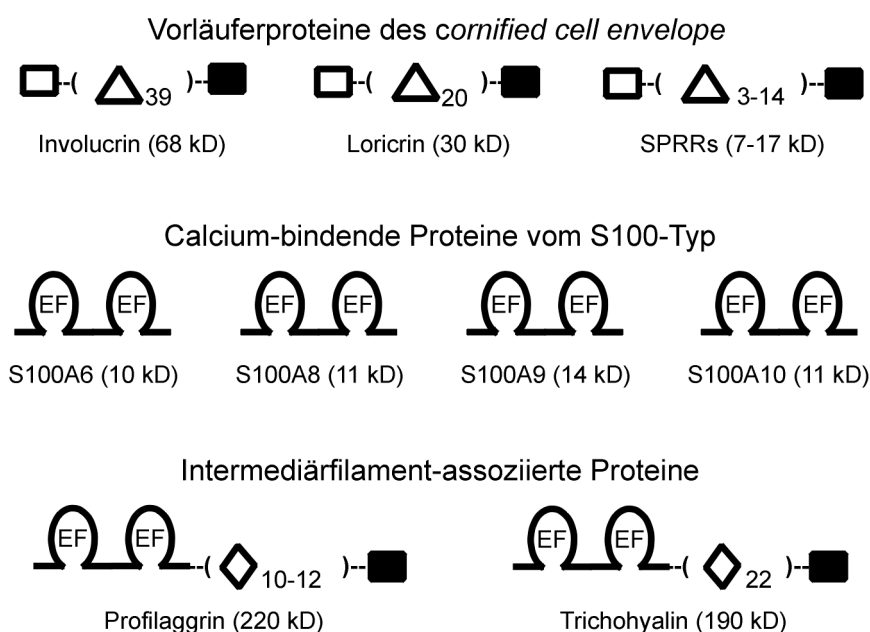 Vorläuferproteine des cornified cell envelope
39 20 3-14
Involucrin (68 kD) Loricrin (30 kD) SPRRs (7-17 kD)
Calcium-bindende Proteine vom S100-Typ
EF EF EF EF EF EF EF EF
S100A6 (10 kD) S100A8 (11 kD) S100A9 (14 kD) S100A10 (11 kD)
Intermediärfilament-assoziierte Proteine
EF EF EF EF
10-12 22
Profilaggrin (220 kD) Trichohyalin (190 kD)